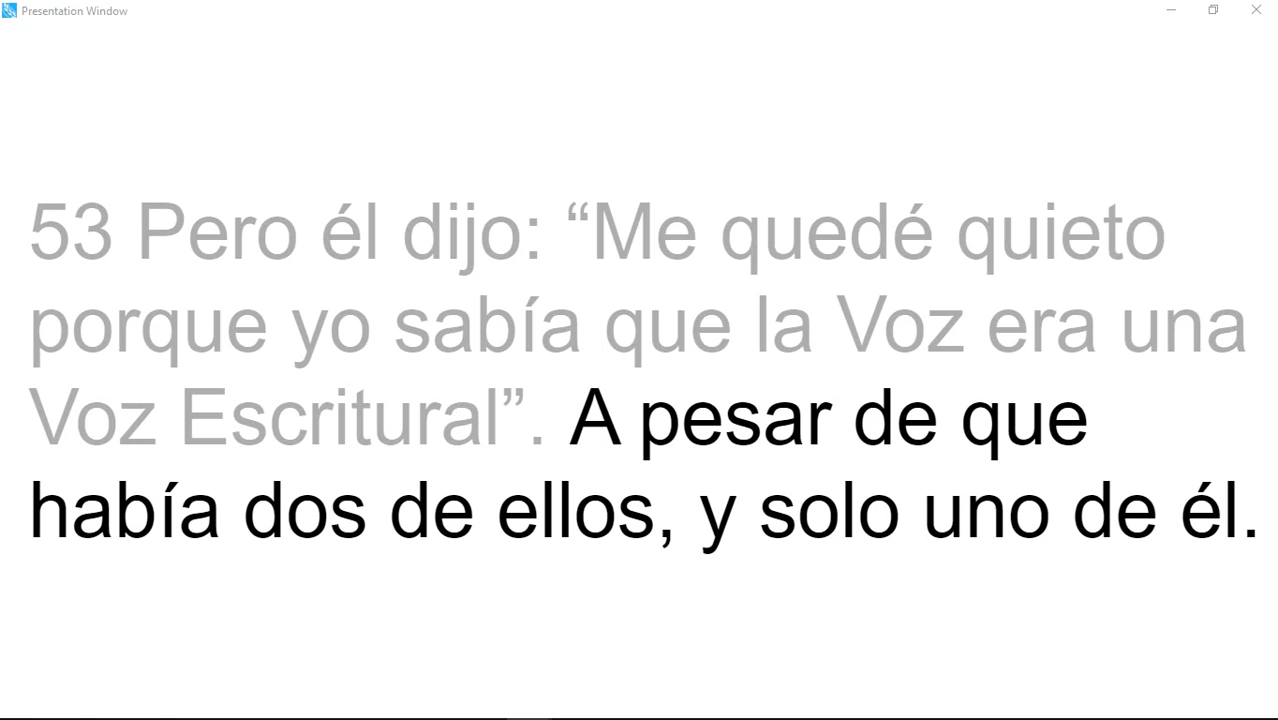 Presentation Window
53 Pero él dijo: “Me quedé quieto
porque yo sabía que la Voz era una
Voz Escritural”. A pesar de que
había dos de ellos, y solo uno de él.